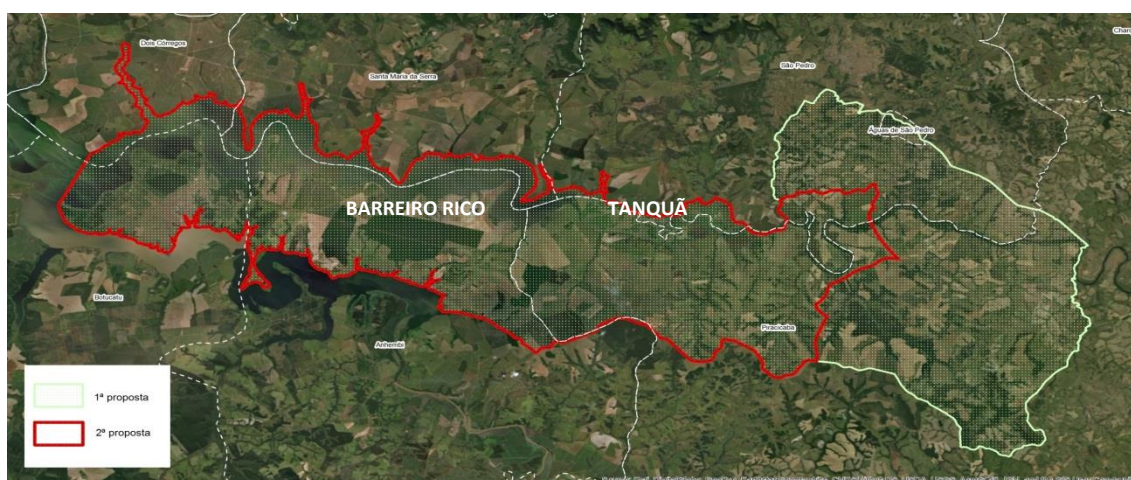 Dois Córregos
Santa Maria da Serra
São Pedro
Águas de São Pedro
BARREIRO RICO
TANQUÃ
Botucatu
Anhembi
Piracicaba
1ª proposta
2ª proposta